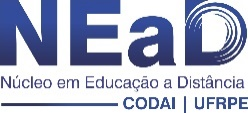 NEaD
Núcleo em Educação a Distância
CODAI | UFRPE